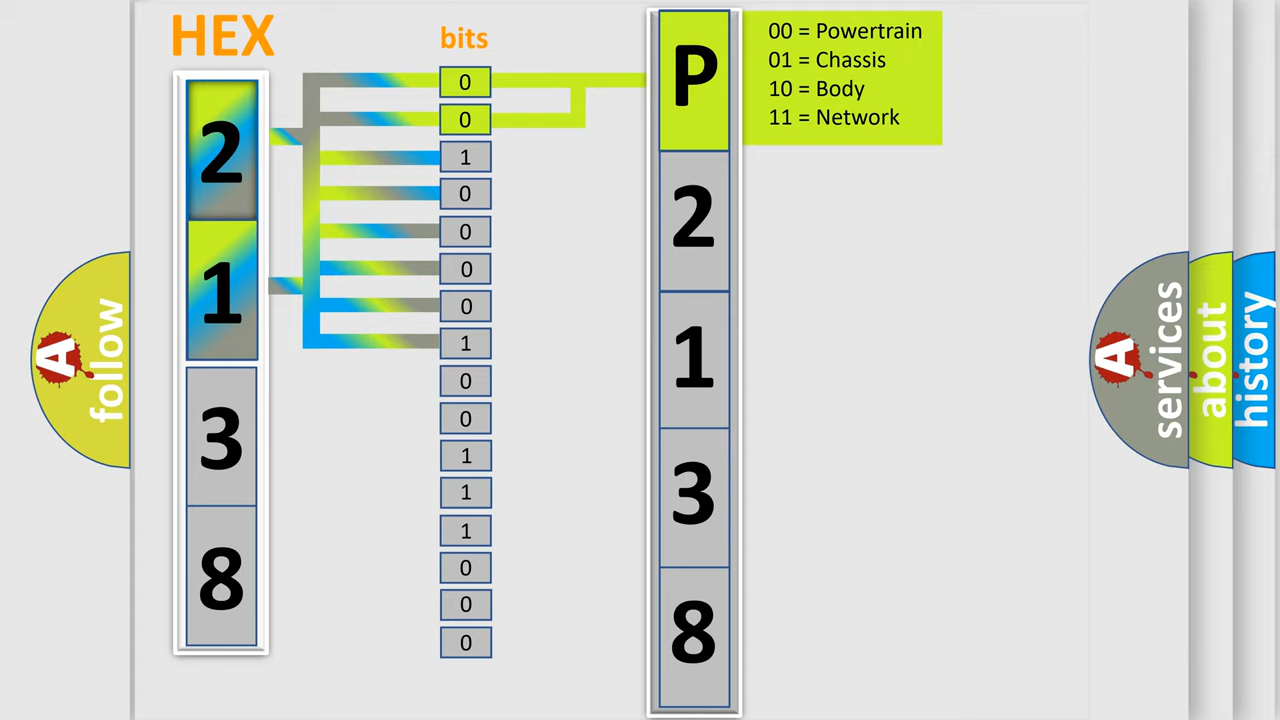 HEX
bits
2
1
3
8
0
0
1
0
0
0
0
1
0
0
1
1
1
0
0
0
P
2
1
3
8
00 = Powertrain
01 = Chassis
10 = Body
11 = Network
A follow
A services
about
history